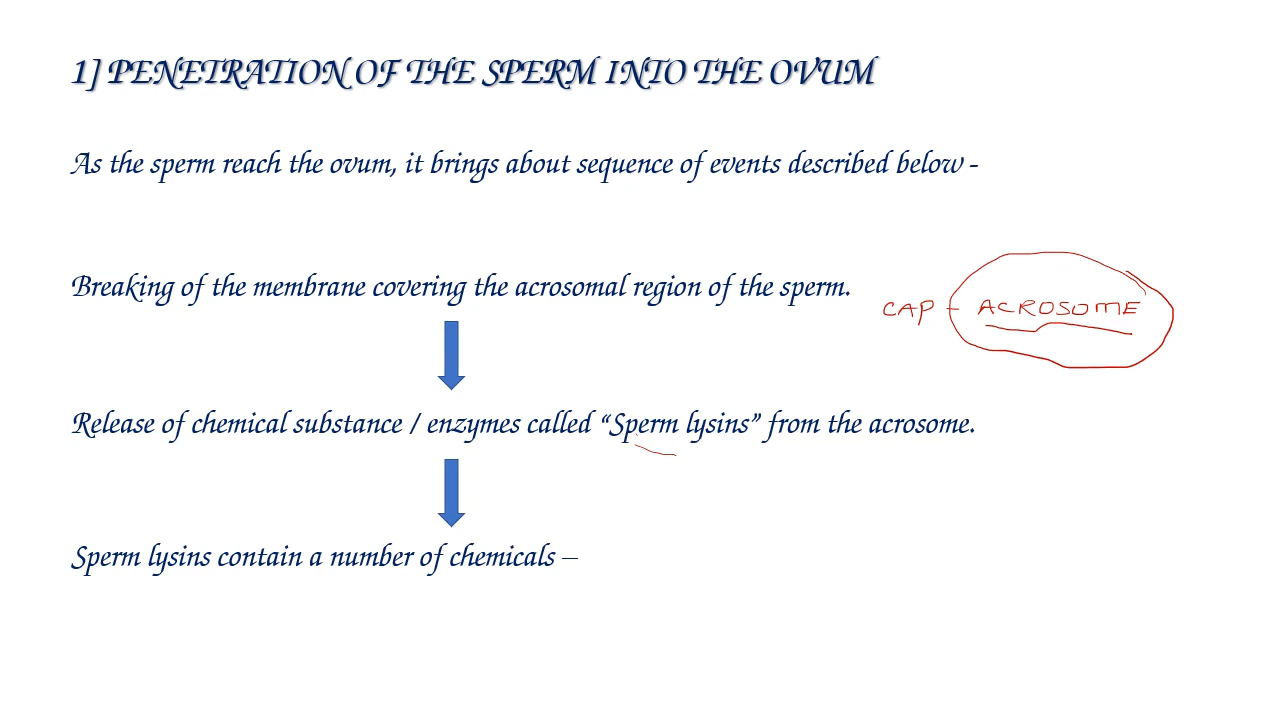 1] PENETRATION OF THE SPERM INTO THE OVUM
As the sperm reach the ovum, it brings about sequence of events described below -
Breaking of the membrane covering the acrosomal region of the sperm.
CAP - ACROSOME
Release of chemical substance / enzymes called “Sperm lysins” from the acrosome.
Sperm lysins contain a number of chemicals –